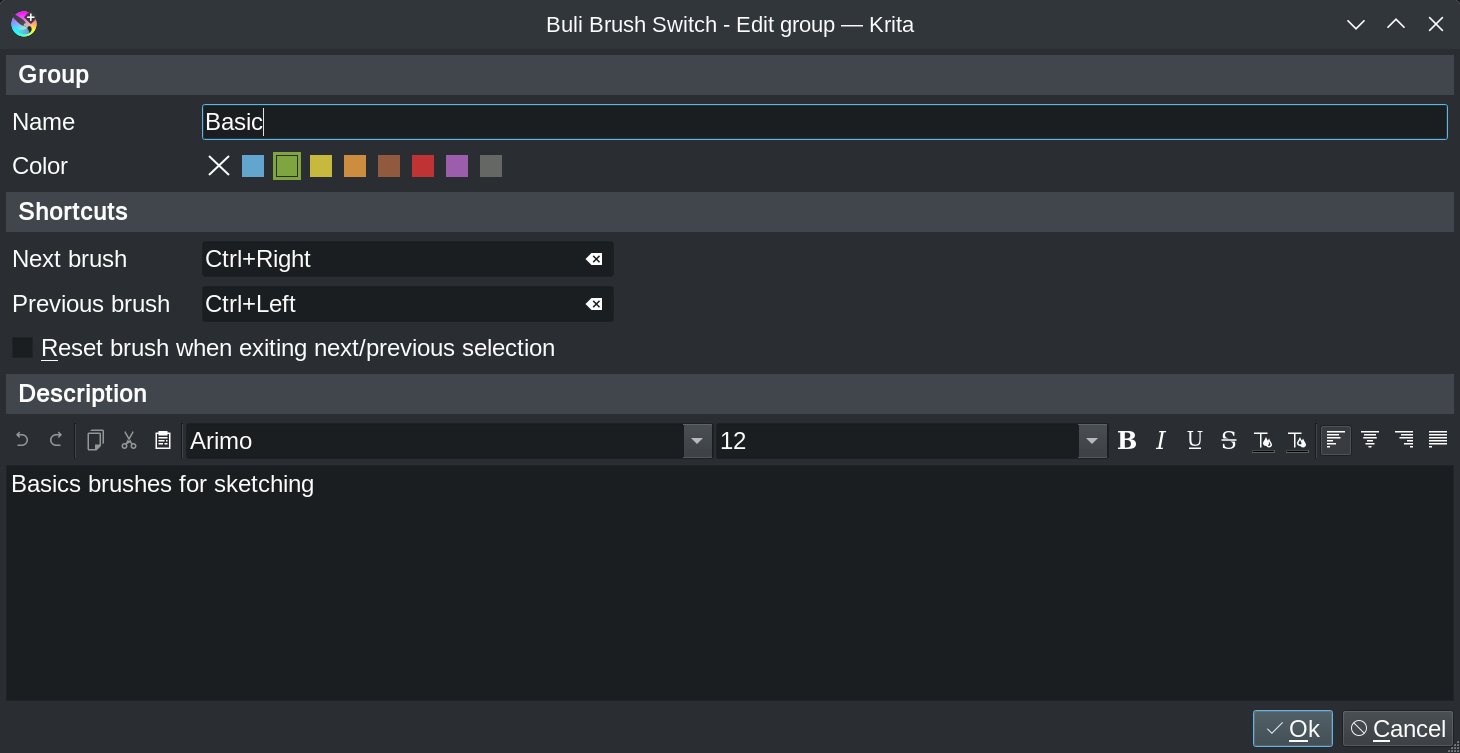 Buli Brush Switch - Edit group — Krita
Group
Name
Basic
Color
Shortcuts
Next brush
Ctrl+Right
Previous brush
Ctrl+Left
Reset brush when exiting next/previous selection
Description
Arimo
12
B I U S
Basics brushes for sketching
Ok
Cancel